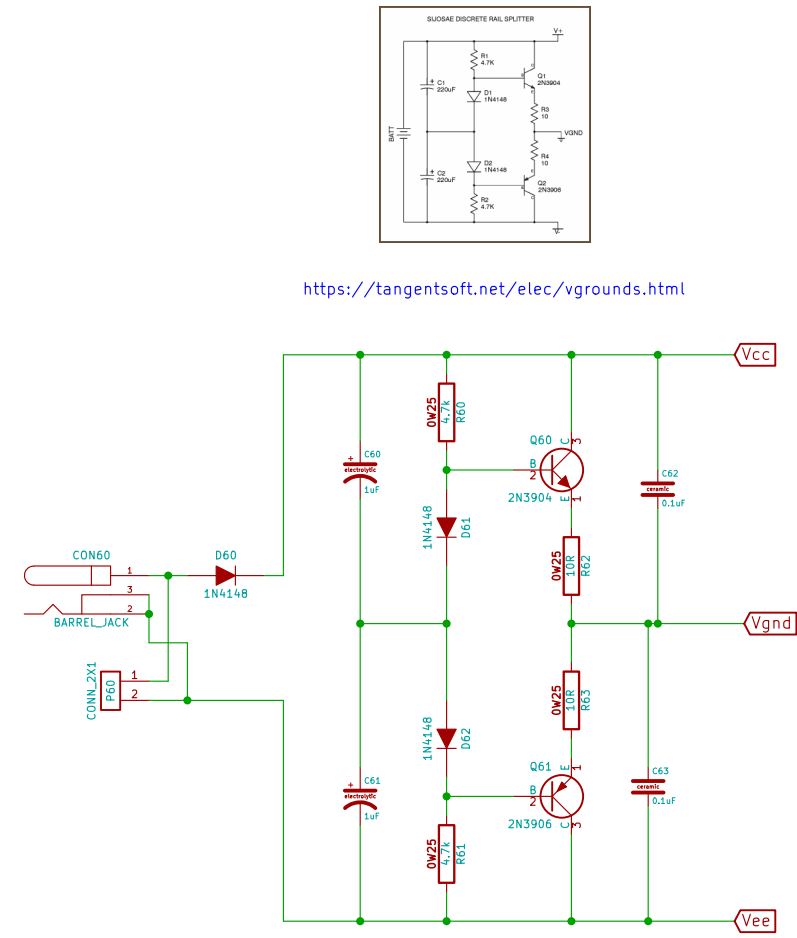 SIJOSAE DISCRETE RAIL SPLITTER
V+
R1
4.7K
C
Q1
2N3904
B
E
+ C1
220uF
D1
1N4148
R3
10
BATT
VGND
R4
10
D2
1N4148
+ C2
220uF
E
Q2
2N3906
B
C
R2
4.7K
V-
https://tangentsoft.net/elec/vgrounds.html
Vcc
0W25
4.7k
R60
Q60
C
3
B
2
E
1
2N3904
+
C60
electrolytic
1uF
C62
ceramic
0.1uF
1N4148
D61
0W25
10R
R62
CON60
1
3
2
BARREL_JACK
D60
1N4148
Vgnd
CONN_2X1
P60
1
2
0W25
10R
R63
1N4148
D62
Q61
E
1
B
2
C
3
2N3906
+
C61
electrolytic
1uF
C63
ceramic
0.1uF
0W25
4.7k
R61
Vee